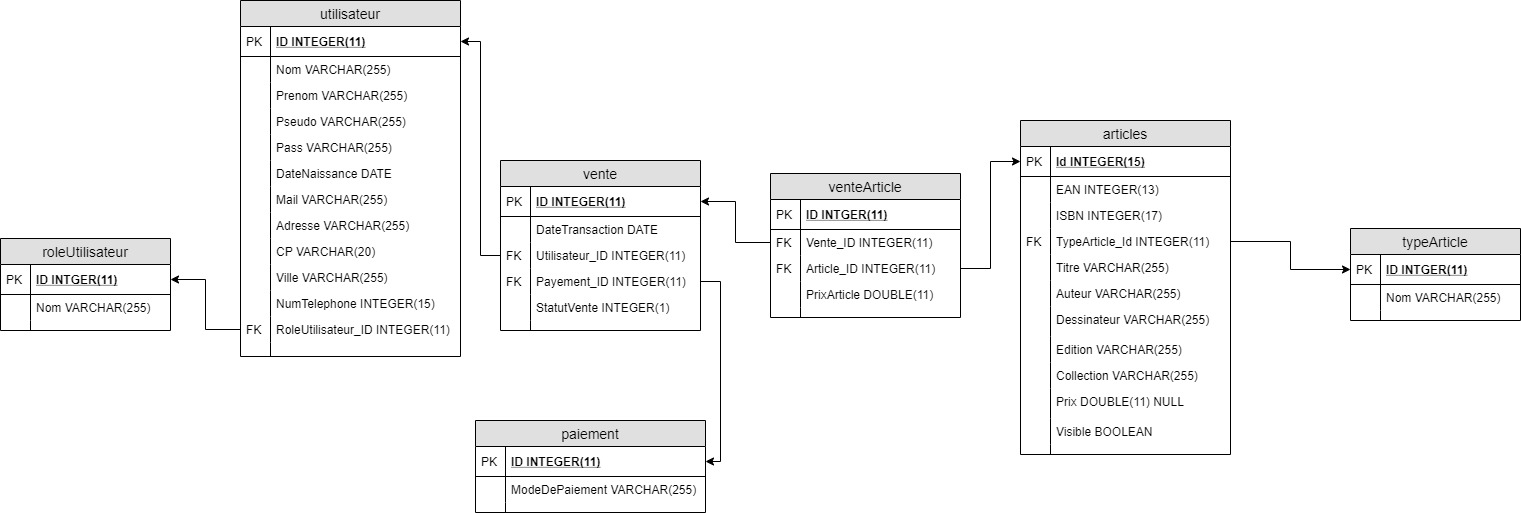 utilisateur
PK ID INTEGER(11)
Nom VARCHAR(255)
Prenom VARCHAR(255)
Pseudo VARCHAR(255)
Pass VARCHAR(255)
DateNaissance DATE
Mail VARCHAR(255)
Adresse VARCHAR(255)
CP VARCHAR(20)
Ville VARCHAR(255)
NumTelephone INTEGER(15)
FK RoleUtilisateur_ID INTEGER(11)
roleUtilisateur
PK ID INTGER(11)
Nom VARCHAR(255)
vente
PK ID INTEGER(11)
DateTransaction DATE
FK Utilisateur_ID INTEGER(11)
FK Payement_ID INTEGER(11)
StatutVente INTEGER(1)
paiement
PK ID INTEGER(11)
ModeDePaiement VARCHAR(255)
venteArticle
PK ID INTGER(11)
FK Vente_ID INTEGER(11)
FK Article_ID INTEGER(11)
PrixArticle DOUBLE(11)
articles
PK Id INTEGER(15)
EAN INTEGER(13)
ISBN INTEGER(17)
FK TypeArticle_Id INTEGER(11)
Titre VARCHAR(255)
Auteur VARCHAR(255)
Dessinateur VARCHAR(255)
Edition VARCHAR(255)
Collection VARCHAR(255)
Prix DOUBLE(11) NULL
Visible BOOLEAN
typeArticle
PK ID INTGER(11)
Nom VARCHAR(255)